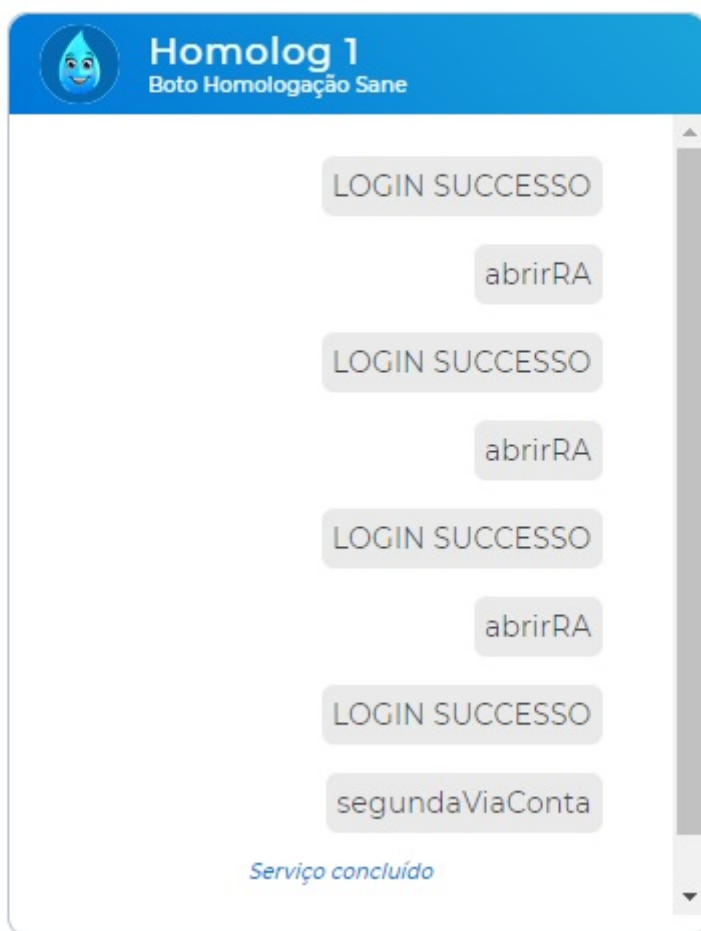 Homolog 1
Boto Homologação Sane
LOGIN SUCCESSO
abrirRA
LOGIN SUCCESSO
abrirRA
LOGIN SUCCESSO
abrirRA
LOGIN SUCCESSO
segundaViaConta
Serviço concluído